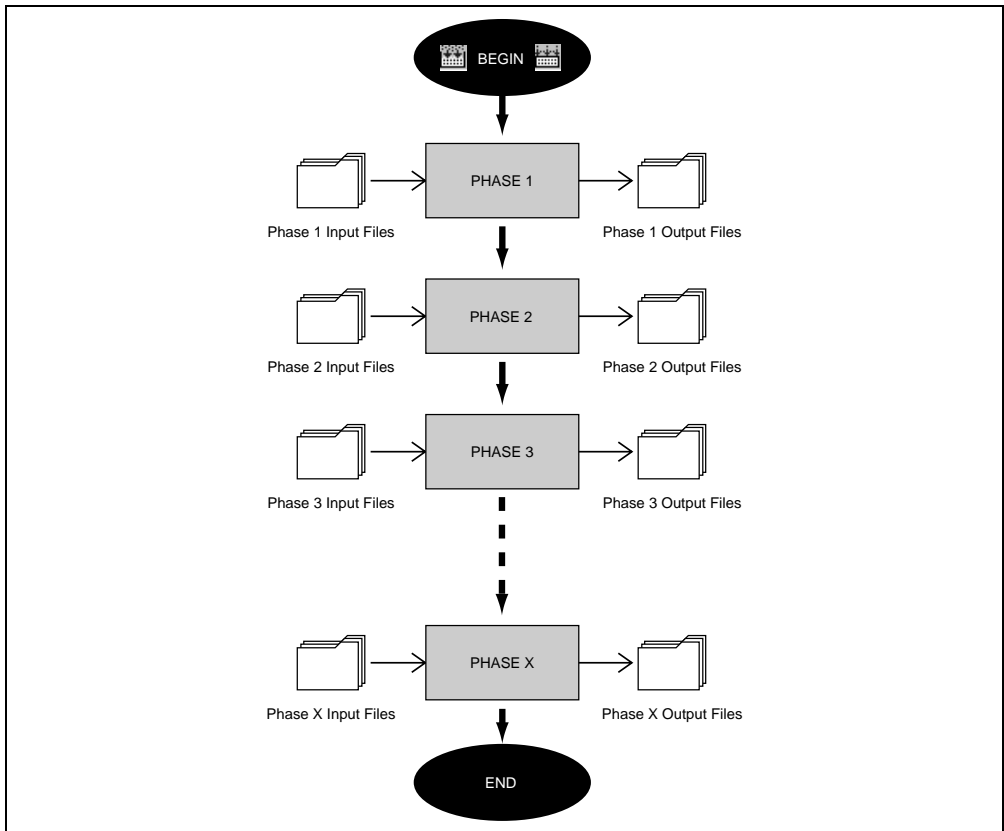 BEGIN
PHASE 1
Phase 1 Input Files
Phase 1 Output Files
PHASE 2
Phase 2 Input Files
Phase 2 Output Files
PHASE 3
Phase 3 Input Files
Phase 3 Output Files
PHASE X
Phase X Input Files
Phase X Output Files
END